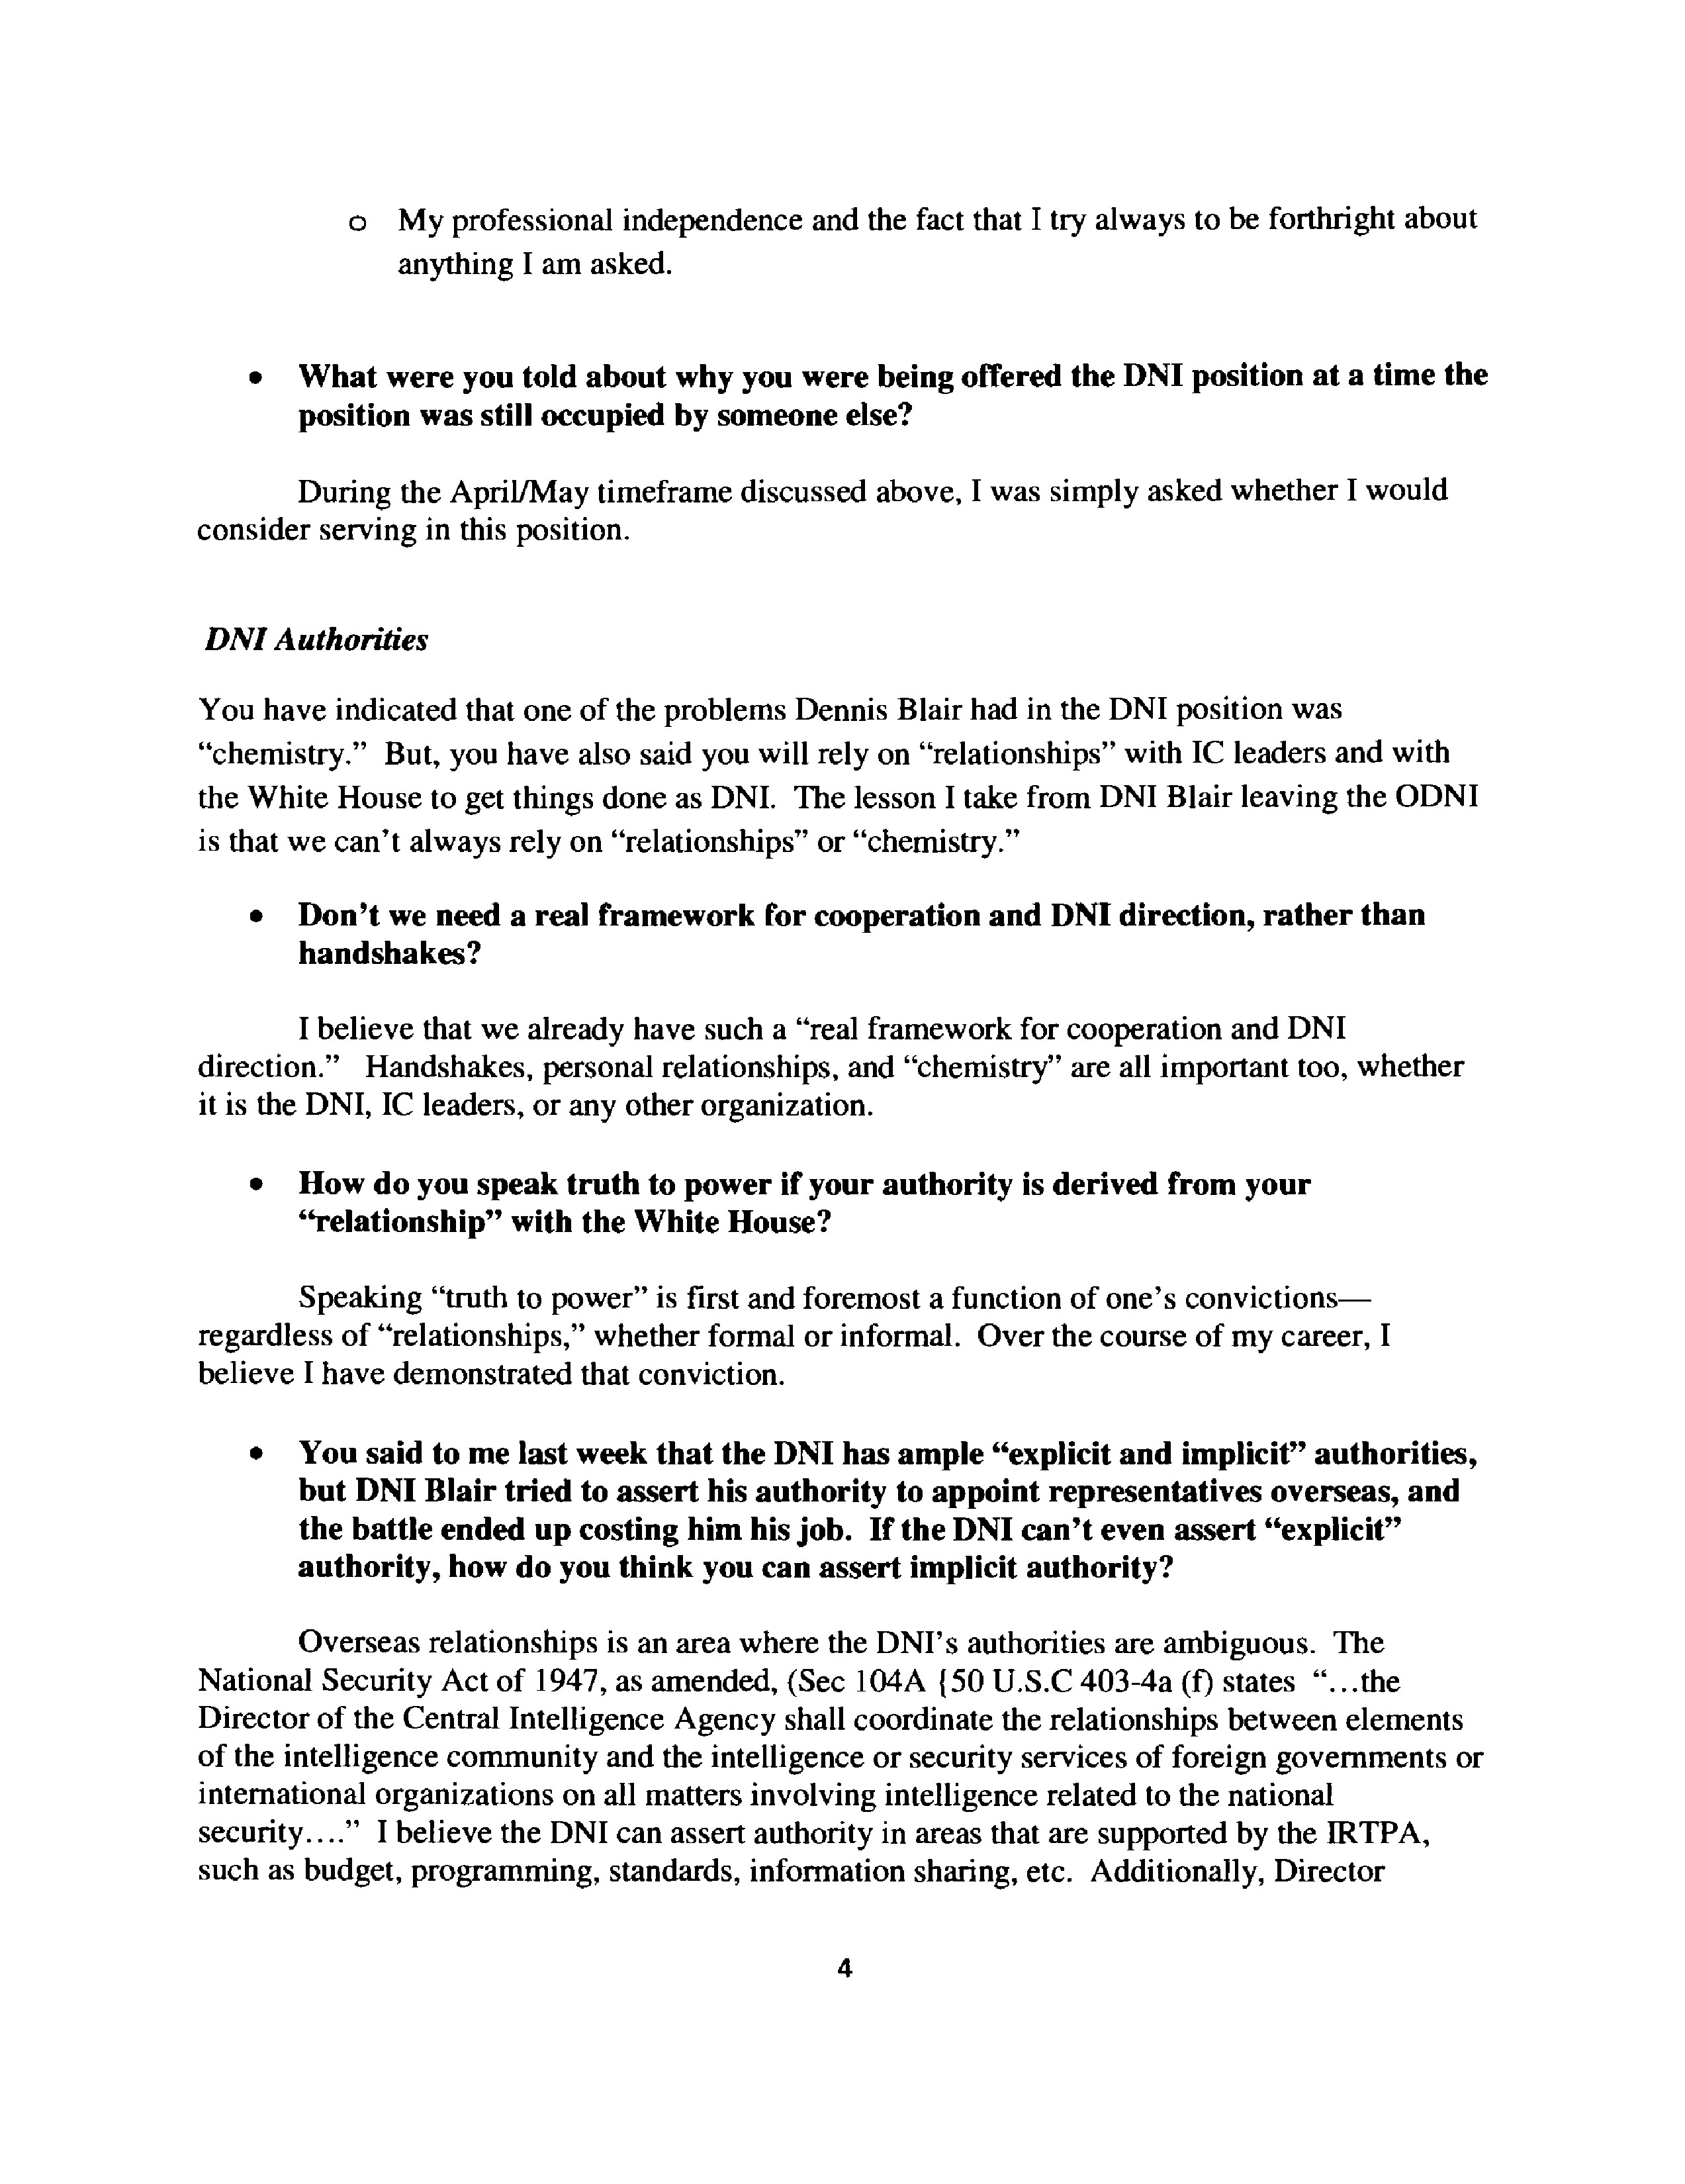 o My professional independence and the fact that I try always to be forthright about
anything I am asked.
• What were you told about why you were being offered the DNI position at a time the
position was still occupied by someone else?
During the April/May timeframe discussed above, I was simply asked whether I would
consider serving in this position.
DNI Authorities
You have indicated that one of the problems Dennis Blair had in the DNI position was
“chemistry.” But, you have also said you will rely on “relationships” with IC leaders and with
the White House to get things done as DNI. The lesson I take from DNI Blair leaving the ODNI
is that we can’t always rely on “relationships” or “chemistry.”
• Don’t we need a real framework for cooperation and DNI direction, rather than
handshakes?
I believe that we already have such a “real framework for cooperation and DNI
direction.” Handshakes, personal relationships, and “chemistry” are all important too, whether
it is the DNI, IC leaders, or any other organization.
• How do you speak truth to power if your authority is derived from your
“relationship” with the White House?
Speaking “truth to power” is first and foremost a function of one’s convictions—
regardless of “relationships,” whether formal or informal. Over the course of my career, I
believe I have demonstrated that conviction.
• You said to me last week that the DNI has ample “explicit and implicit” authorities,
but DNI Blair tried to assert his authority to appoint representatives overseas, and
the battle ended up costing him his job. If the DNI can’t even assert “explicit”
authority, how do you think you can assert implicit authority?
Overseas relationships is an area where the DNI’s authorities are ambiguous. The
National Security Act of 1947, as amended, (Sec 104A {50 U.S.C 403-4a (f) states “…the
Director of the Central Intelligence Agency shall coordinate the relationships between elements
of the intelligence community and the intelligence or security services of foreign governments or
international organizations on all matters involving intelligence related to the national
security….” I believe the DNI can assert authority in areas that are supported by the IRTPA,
such as budget, programming, standards, information sharing, etc. Additionally, Director
4